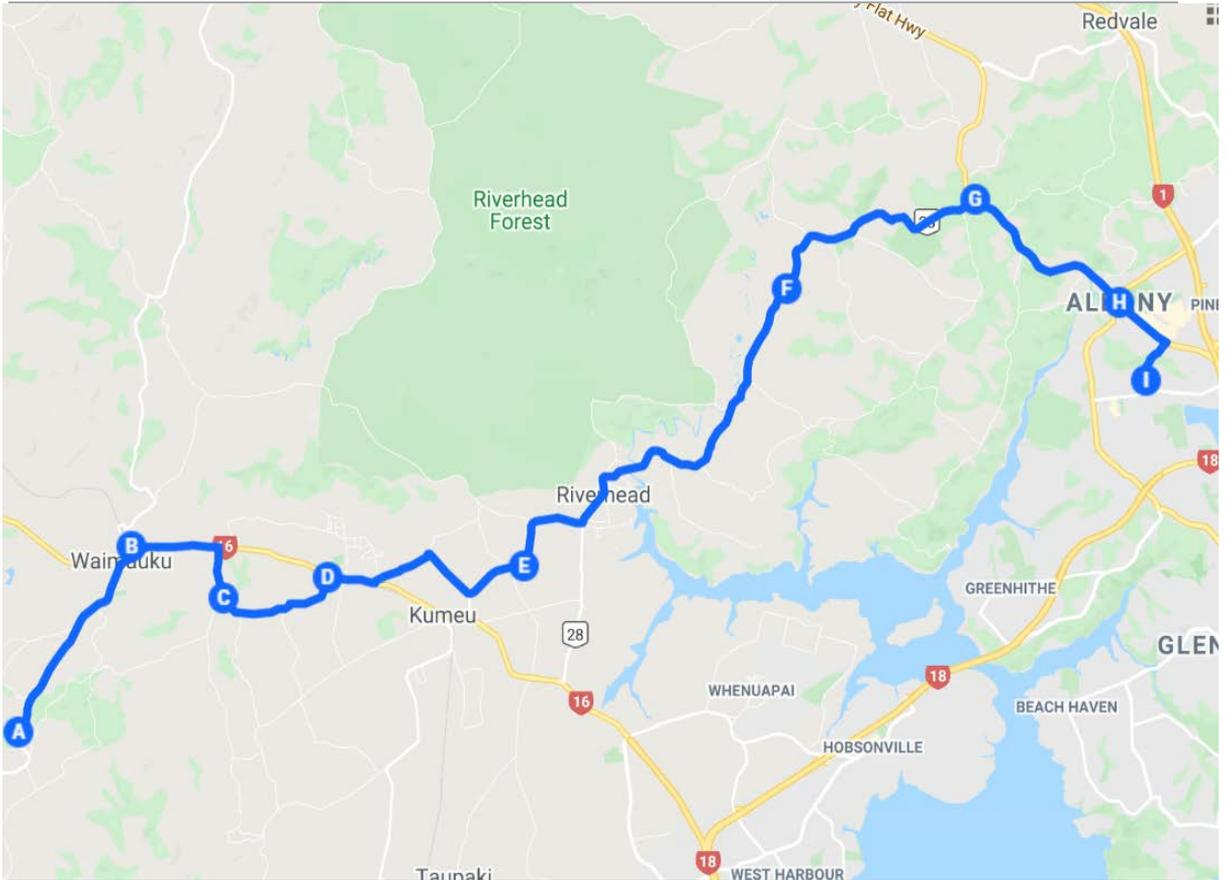 Flat Hwy
Redvale
1
Riverhead
Forest
G
28
F
H
PINE
I
18
Riverhead
B
16
Waimauku
D
E
C
GREENHITHE
Kumeu
28
GLEN
18
A
16
WHENUAPAI
BEACH HAVEN
HOBSONVILLE
18
WEST HARBOUR
Taupaki